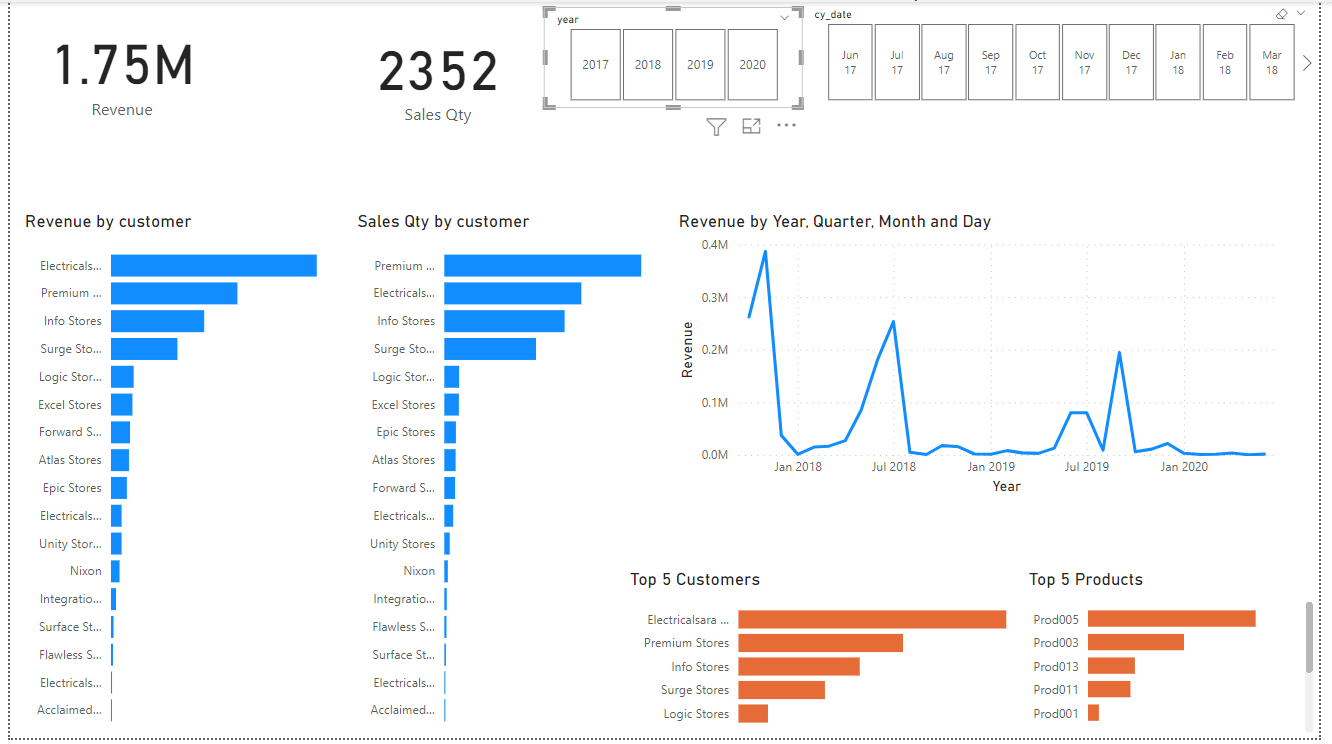 1.75M
Revenue
2352
Sales Qty
year
2017 2018 2019 2020
cy_date
Jun 17
Jul 17
Aug 17
Sep 17
Oct 17
Nov 17
Dec 17
Jan 18
Feb 18
Mar 18
Revenue by customer
Electricals...
Premium ...
Info Stores
Surge Sto...
Logic Stor...
Excel Stores
Forward S...
Atlas Stores
Epic Stores
Electricals...
Unity Stor...
Nixon
Integratio...
Surface St...
Flawless S...
Electricals...
Acclaimed...
Sales Qty by customer
Premium ...
Electricals...
Info Stores
Surge Sto...
Logic Stor...
Excel Stores
Epic Stores
Atlas Stores
Forward S...
Electricals...
Unity Stores
Nixon
Integratio...
Flawless S...
Surface St...
Electricals...
Acclaimed...
Revenue by Year, Quarter, Month and Day
Revenue
0.4M
0.3M
0.2M
0.1M
0.0M
Jan 2018 Jul 2018 Jan 2019 Jul 2019 Jan 2020
Year
Top 5 Customers
Electricalsara ...
Premium Stores
Info Stores
Surge Stores
Logic Stores
Top 5 Products
Prod005
Prod003
Prod013
Prod011
Prod001